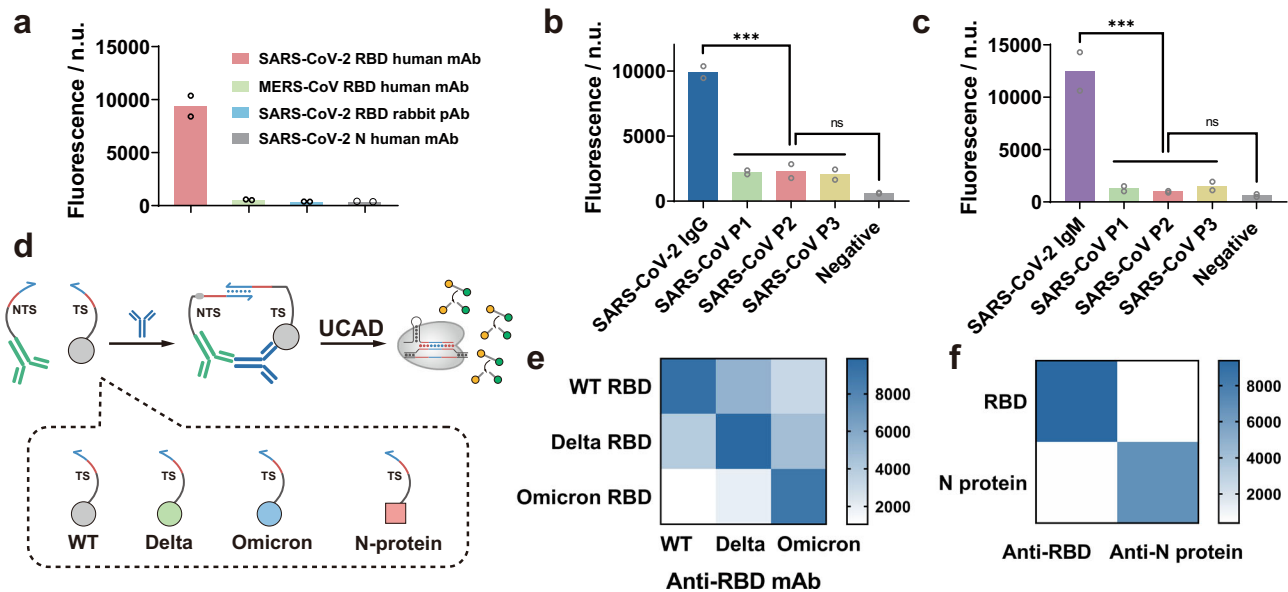 a
Fluorescence / n.u.
15000
10000
5000
0
SARS-CoV-2 RBD human mAb
MERS-CoV RBD human mAb
SARS-CoV-2 RBD rabbit pAb
SARS-CoV-2 N human mAb
b
Fluorescence / n.u.
10000
5000
0
***
ns
SARS-CoV-2 IgG
SARS-CoV P1
SARS-CoV P2
SARS-CoV P3
Negative
c
Fluorescence / n.u.
15000
10000
5000
0
***
ns
SARS-CoV-2 IgM
SARS-CoV P1
SARS-CoV P2
SARS-CoV P3
Negative
d
NTS
TS
NTS
TS
UCAD
TS
TS
TS
TS
WT
Delta
Omicron
N-protein
e
WT RBD
Delta RBD
Omicron RBD
WT
Delta
Omicron
Anti-RBD mAb
8000
6000
4000
2000
f
RBD
N protein
Anti-RBD
Anti-N protein
8000
6000
4000
2000